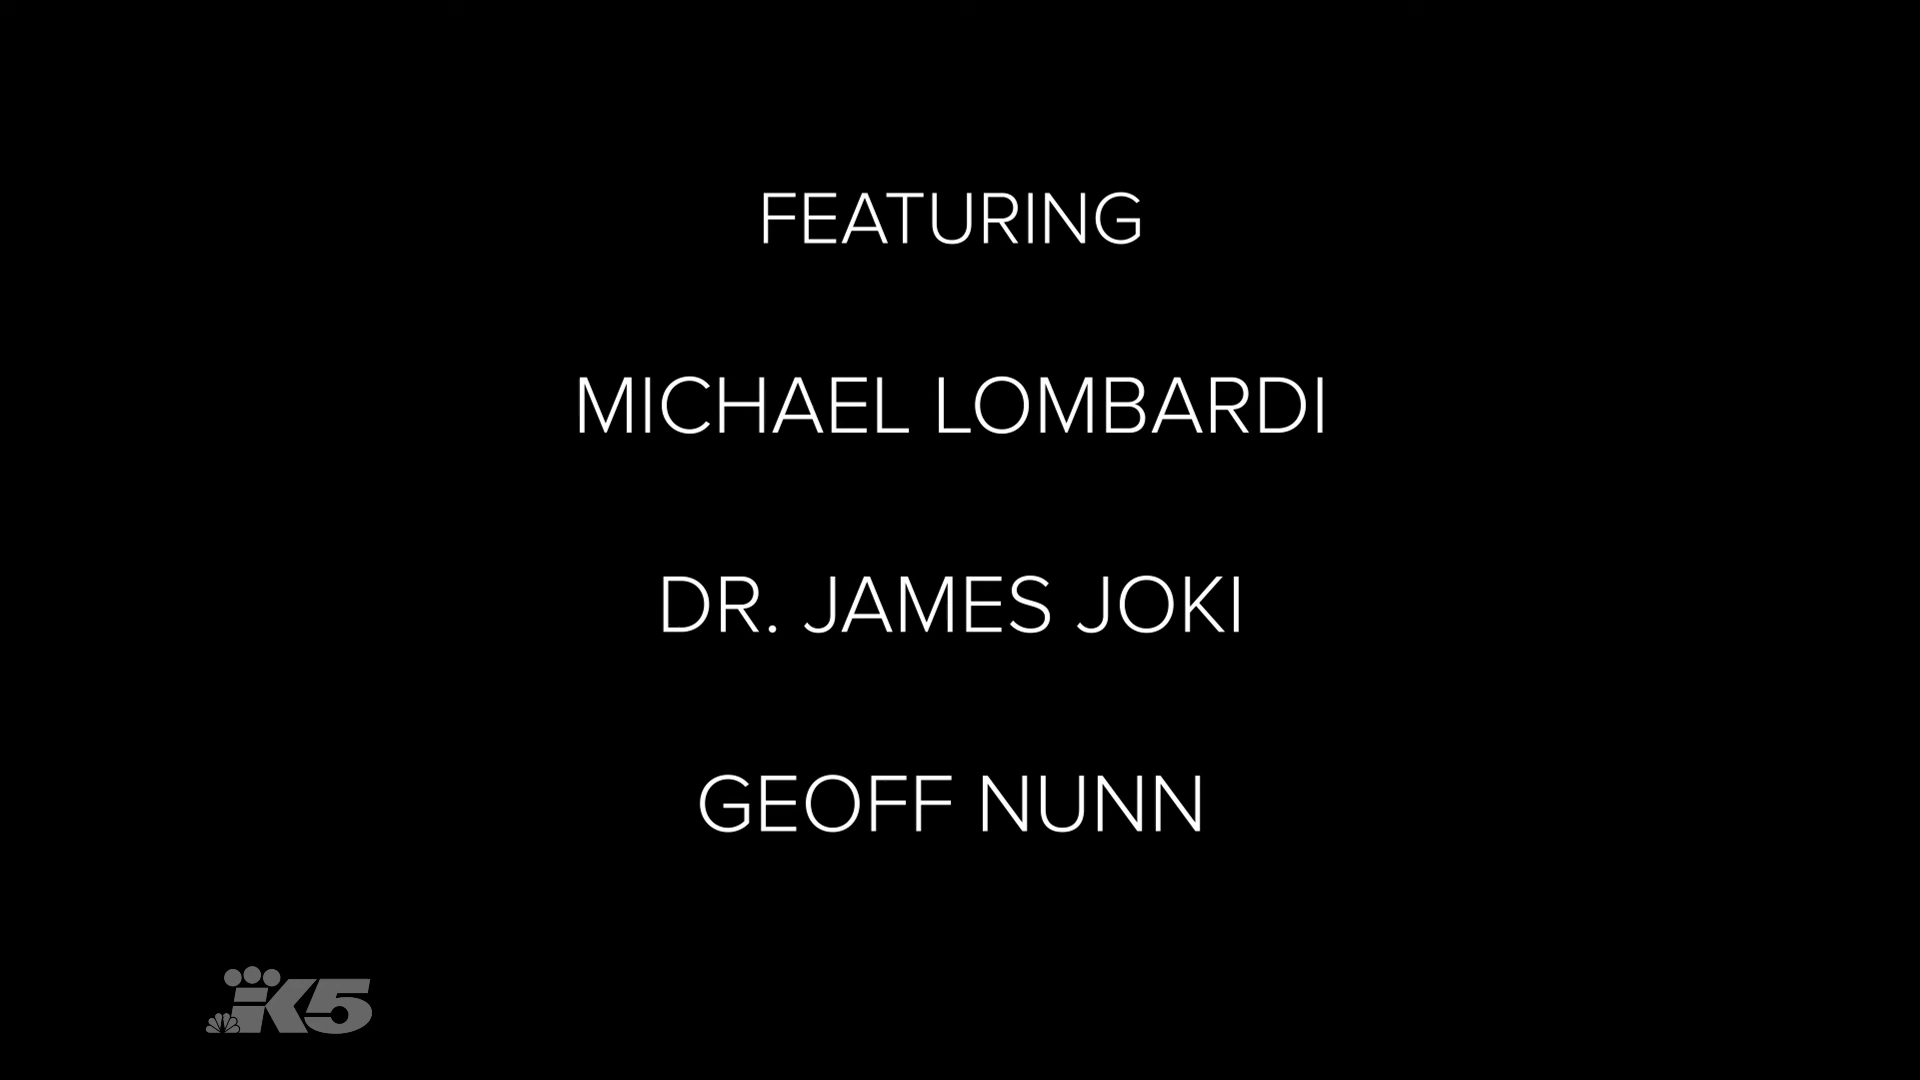 FEATURING
MICHAEL LOMBARDI
DR. JAMES JOKI
GEOFF NUNN
K5